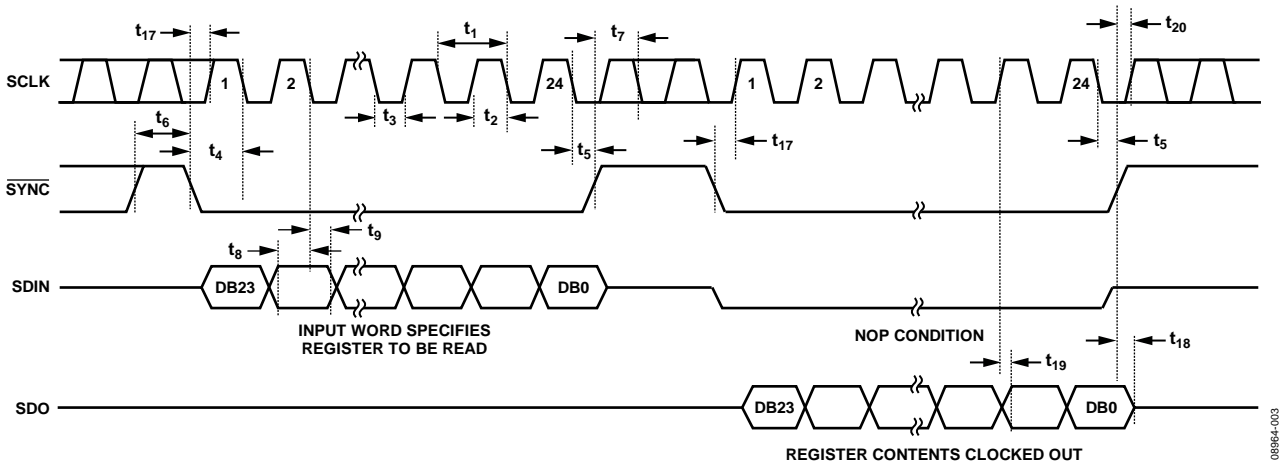 t17
t1
t7
t20
SCLK
1
2
24
1
2
24
t3
t2
t6
t4
t5
t17
t5
SYNC
t9
t8
SDIN
DB23
DB0
INPUT WORD SPECIFIES
REGISTER TO BE READ
NOP CONDITION
t18
t19
SDO
DB23
DB0
REGISTER CONTENTS CLOCKED OUT
08964-003